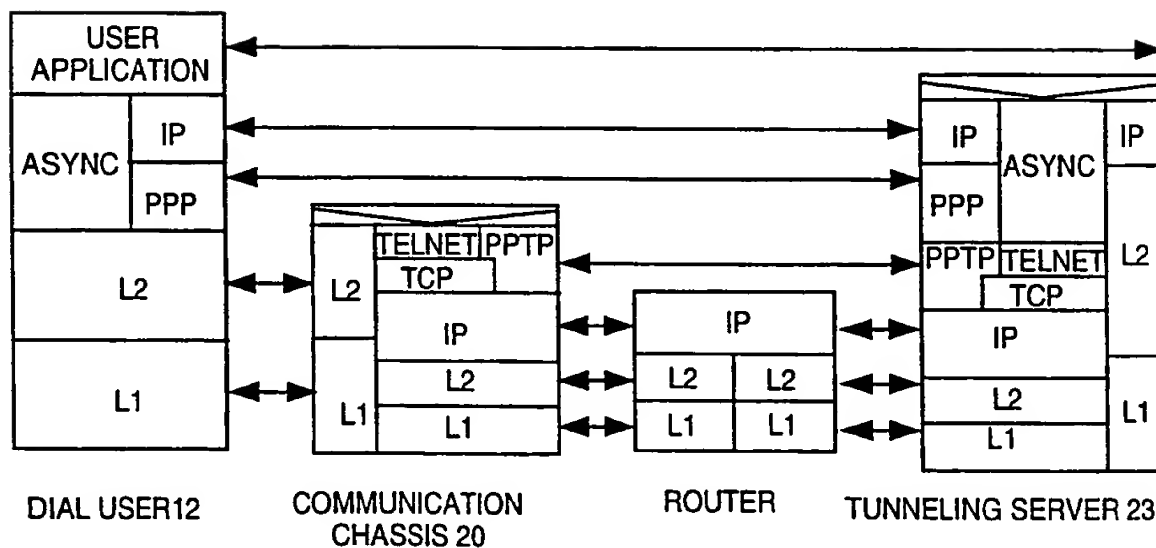 USER
APPLICATION
ASYNC
IP
PPP
L2
L1
DIAL USER12
TELNET
PPTP
TCP
L2
IP
L2
L1
L1
COMMUNICATION
CHASSIS 20
IP
L2
L2
L1
L1
ROUTER
IP
ASYNC
IP
PPP
PPTP
TELNET
L2
TCP
IP
L2
L1
L1
TUNNELING SERVER 23